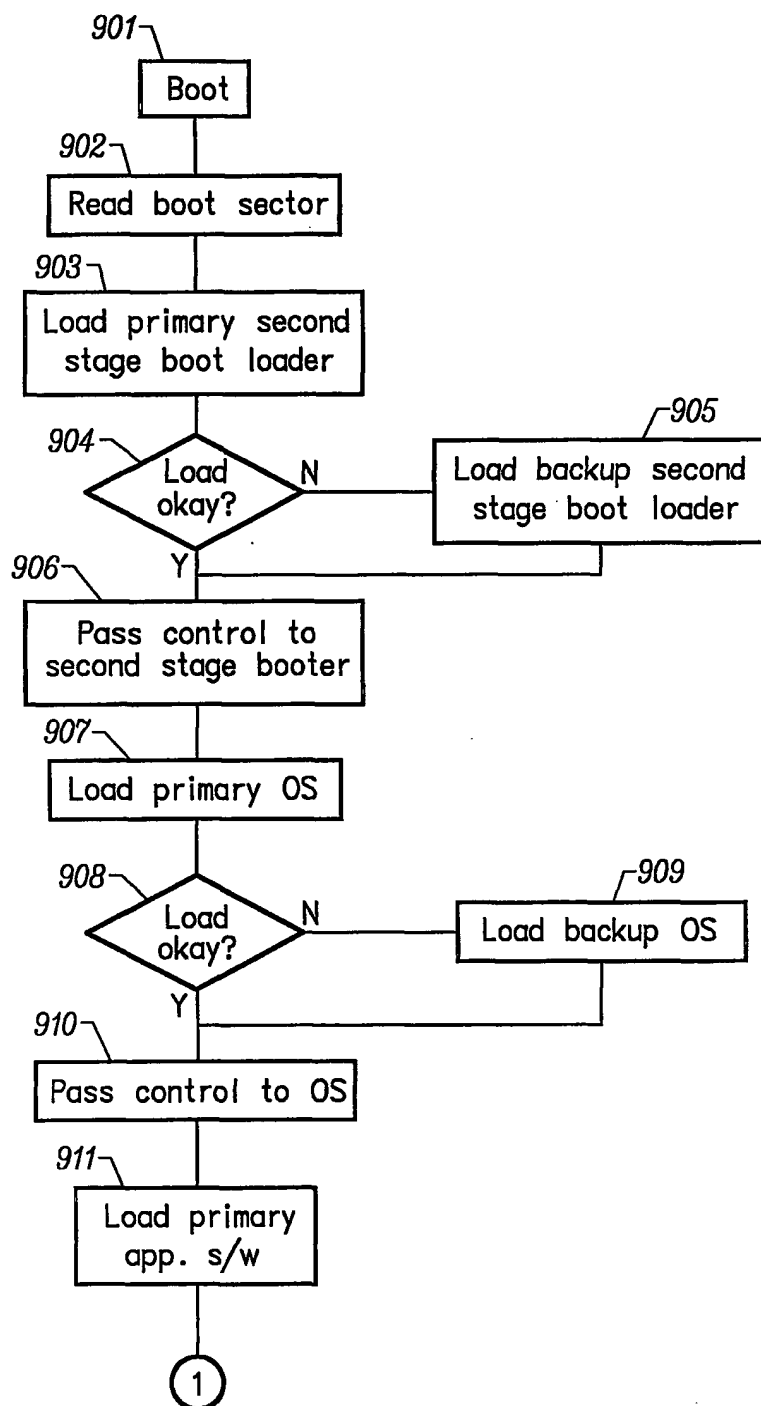 901
Boot
902
Read boot sector
903
Load primary second
stage boot loader
904
Load
okay?
N
905
Load backup second
stage boot loader
Y
906
Pass control to
second stage booter
907
Load primary OS
908
Load
okay?
N
909
Load backup OS
Y
910
Pass control to OS
911
Load primary
app. s/w
1